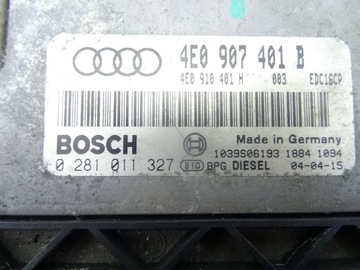 4E0 907 401 B
4E0 910 401 H 003 EDC16CP
BOSCH
Made in Germany
1039S06193 1884 1094
0 281 011 327 810 BPG DIESEL 04-04-15